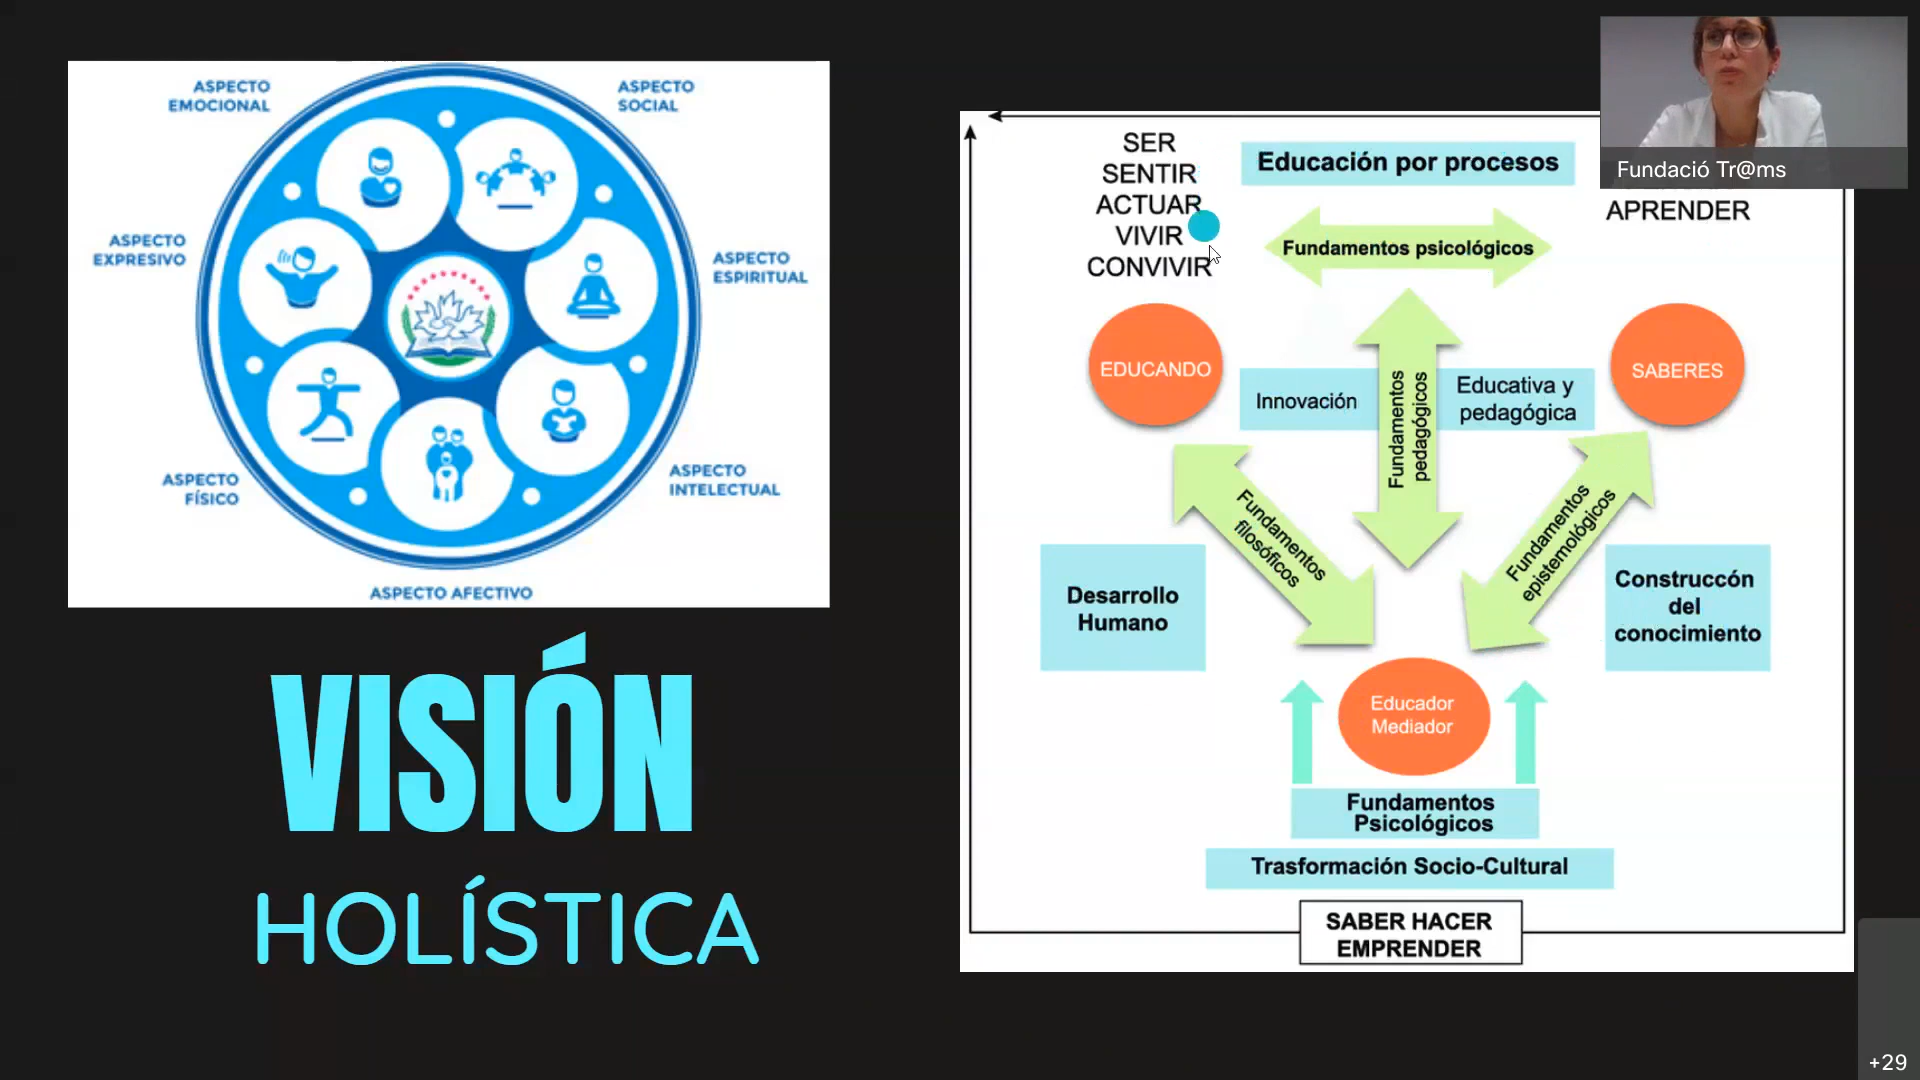 ASPECTO
EMOCIONAL
ASPECTO
SOCIAL
ASPECTO
EXPRESIVO
ASPECTO
ESPIRITUAL
ASPECTO
FÍSICO
ASPECTO
INTELECTUAL
ASPECTO AFECTIVO
VISIÓN
HOLÍSTICA
SER
SENTIR
ACTUAR
VIVIR
CONVIVIR
Educación por procesos
Fundació Tr@ms
APRENDER
Fundamentos psicológicos
EDUCANDO
SABERES
Innovación
Fundamentos
pedagógicos
Educativa y
pedagógica
Fundamentos
filosóficos
Fundamentos
epistemológicos
Desarrollo
Humano
Construccón
del
conocimiento
Educador
Mediador
Fundamentos
Psicológicos
Trasformación Socio-Cultural
SABER HACER
EMPRENDER
+29